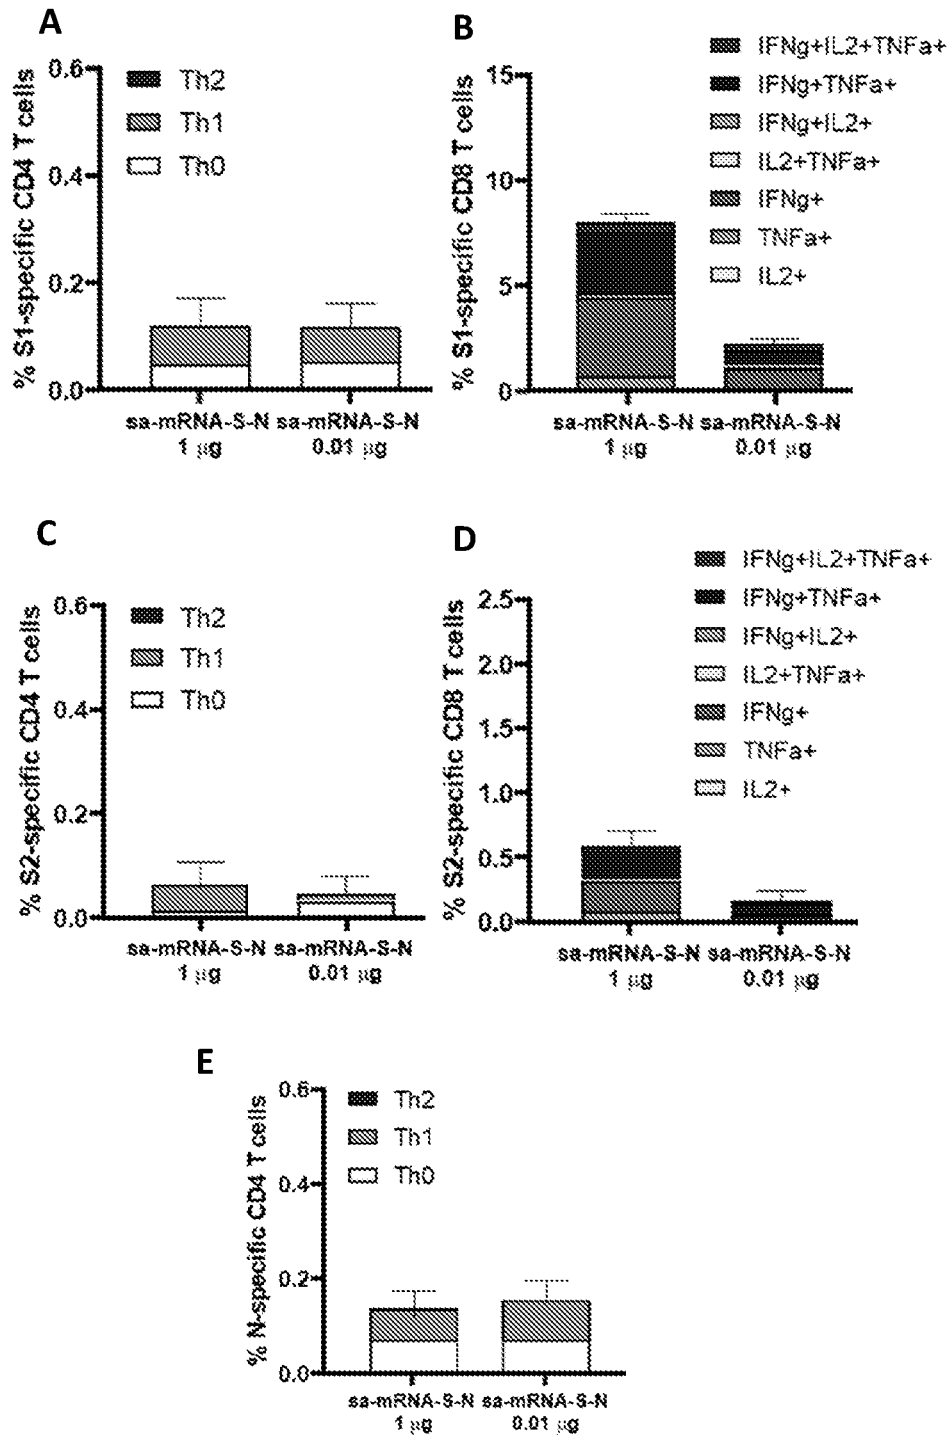 A
% S1-specific CD4 T cells
0.6
0.4
0.2
0.0
Th2
Th1
Th0
sa-mRNA-S-N sa-mRNA-S-N
1 µg 0.01 µg
B
% S1-specific CD8 T cells
15
10
5
0
IFNg+IL2+TNFa+
IFNg+TNFa+
IFNg+IL2+
IL2+TNFa+
IFNg+
TNFa+
IL2+
sa-mRNA-S-N sa-mRNA-S-N
1 µg 0.01 µg
C
% S2-specific CD4 T cells
0.6
0.4
0.2
0.0
Th2
Th1
Th0
sa-mRNA-S-N sa-mRNA-S-N
1 µg 0.01 µg
D
% S2-specific CD8 T cells
2.5
2.0
1.5
1.0
0.5
0.0
IFNg+IL2+TNFa+
IFNg+TNFa+
IFNg+IL2+
IL2+TNFa+
IFNg+
TNFa+
IL2+
sa-mRNA-S-N sa-mRNA-S-N
1 µg 0.01 µg
E
% N-specific CD4 T cells
0.6
0.4
0.2
0.0
Th2
Th1
Th0
sa-mRNA-S-N sa-mRNA-S-N
1 µg 0.01 µg